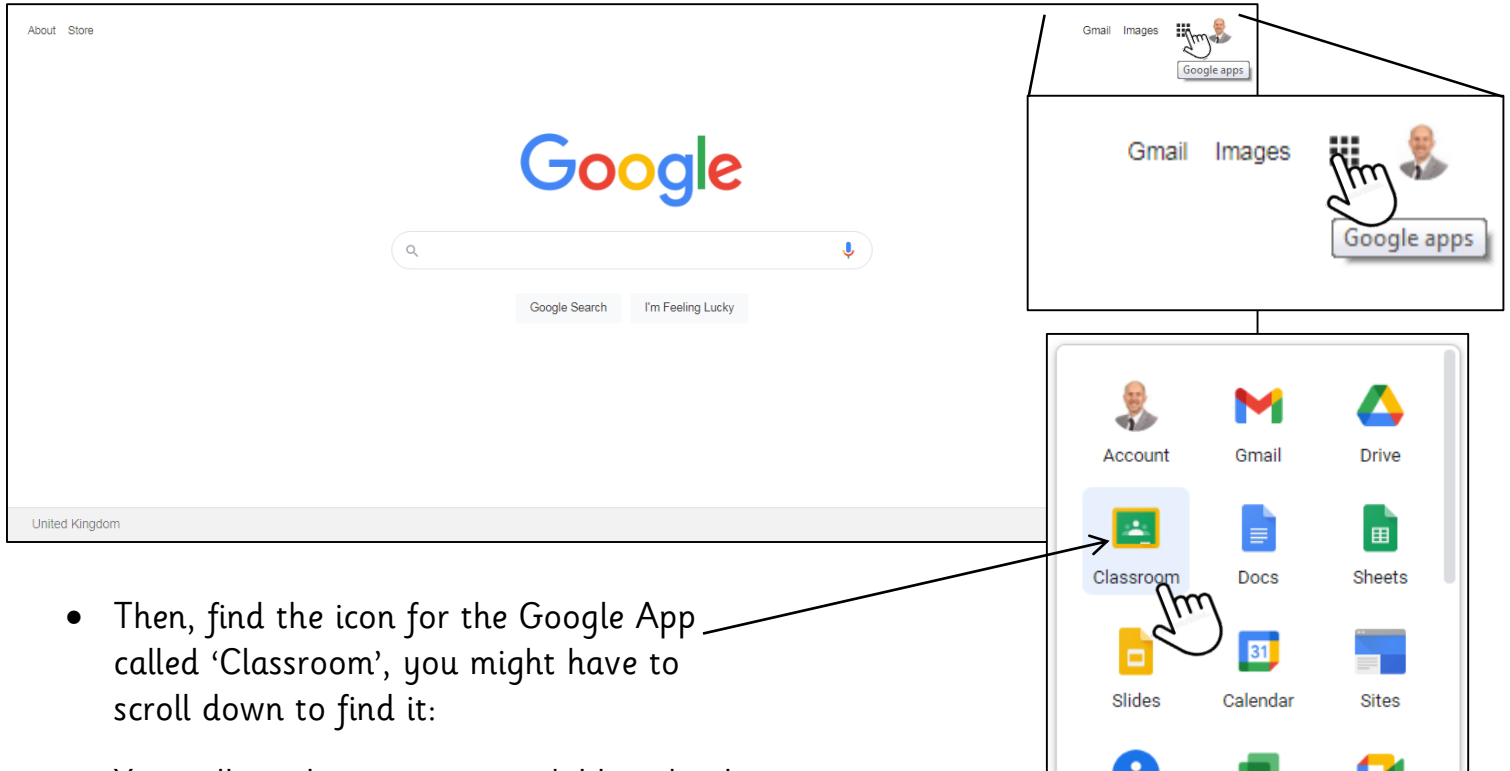 About Store
Gmail Images
Google apps
Google
Google Search I'm Feeling Lucky
United Kingdom
Gmail Images
Google apps
Account Gmail Drive
Classroom Docs Sheets
31
Slides Calendar Sites
Then, find the icon for the Google App
called ‘Classroom’, you might have to
scroll down to find it: